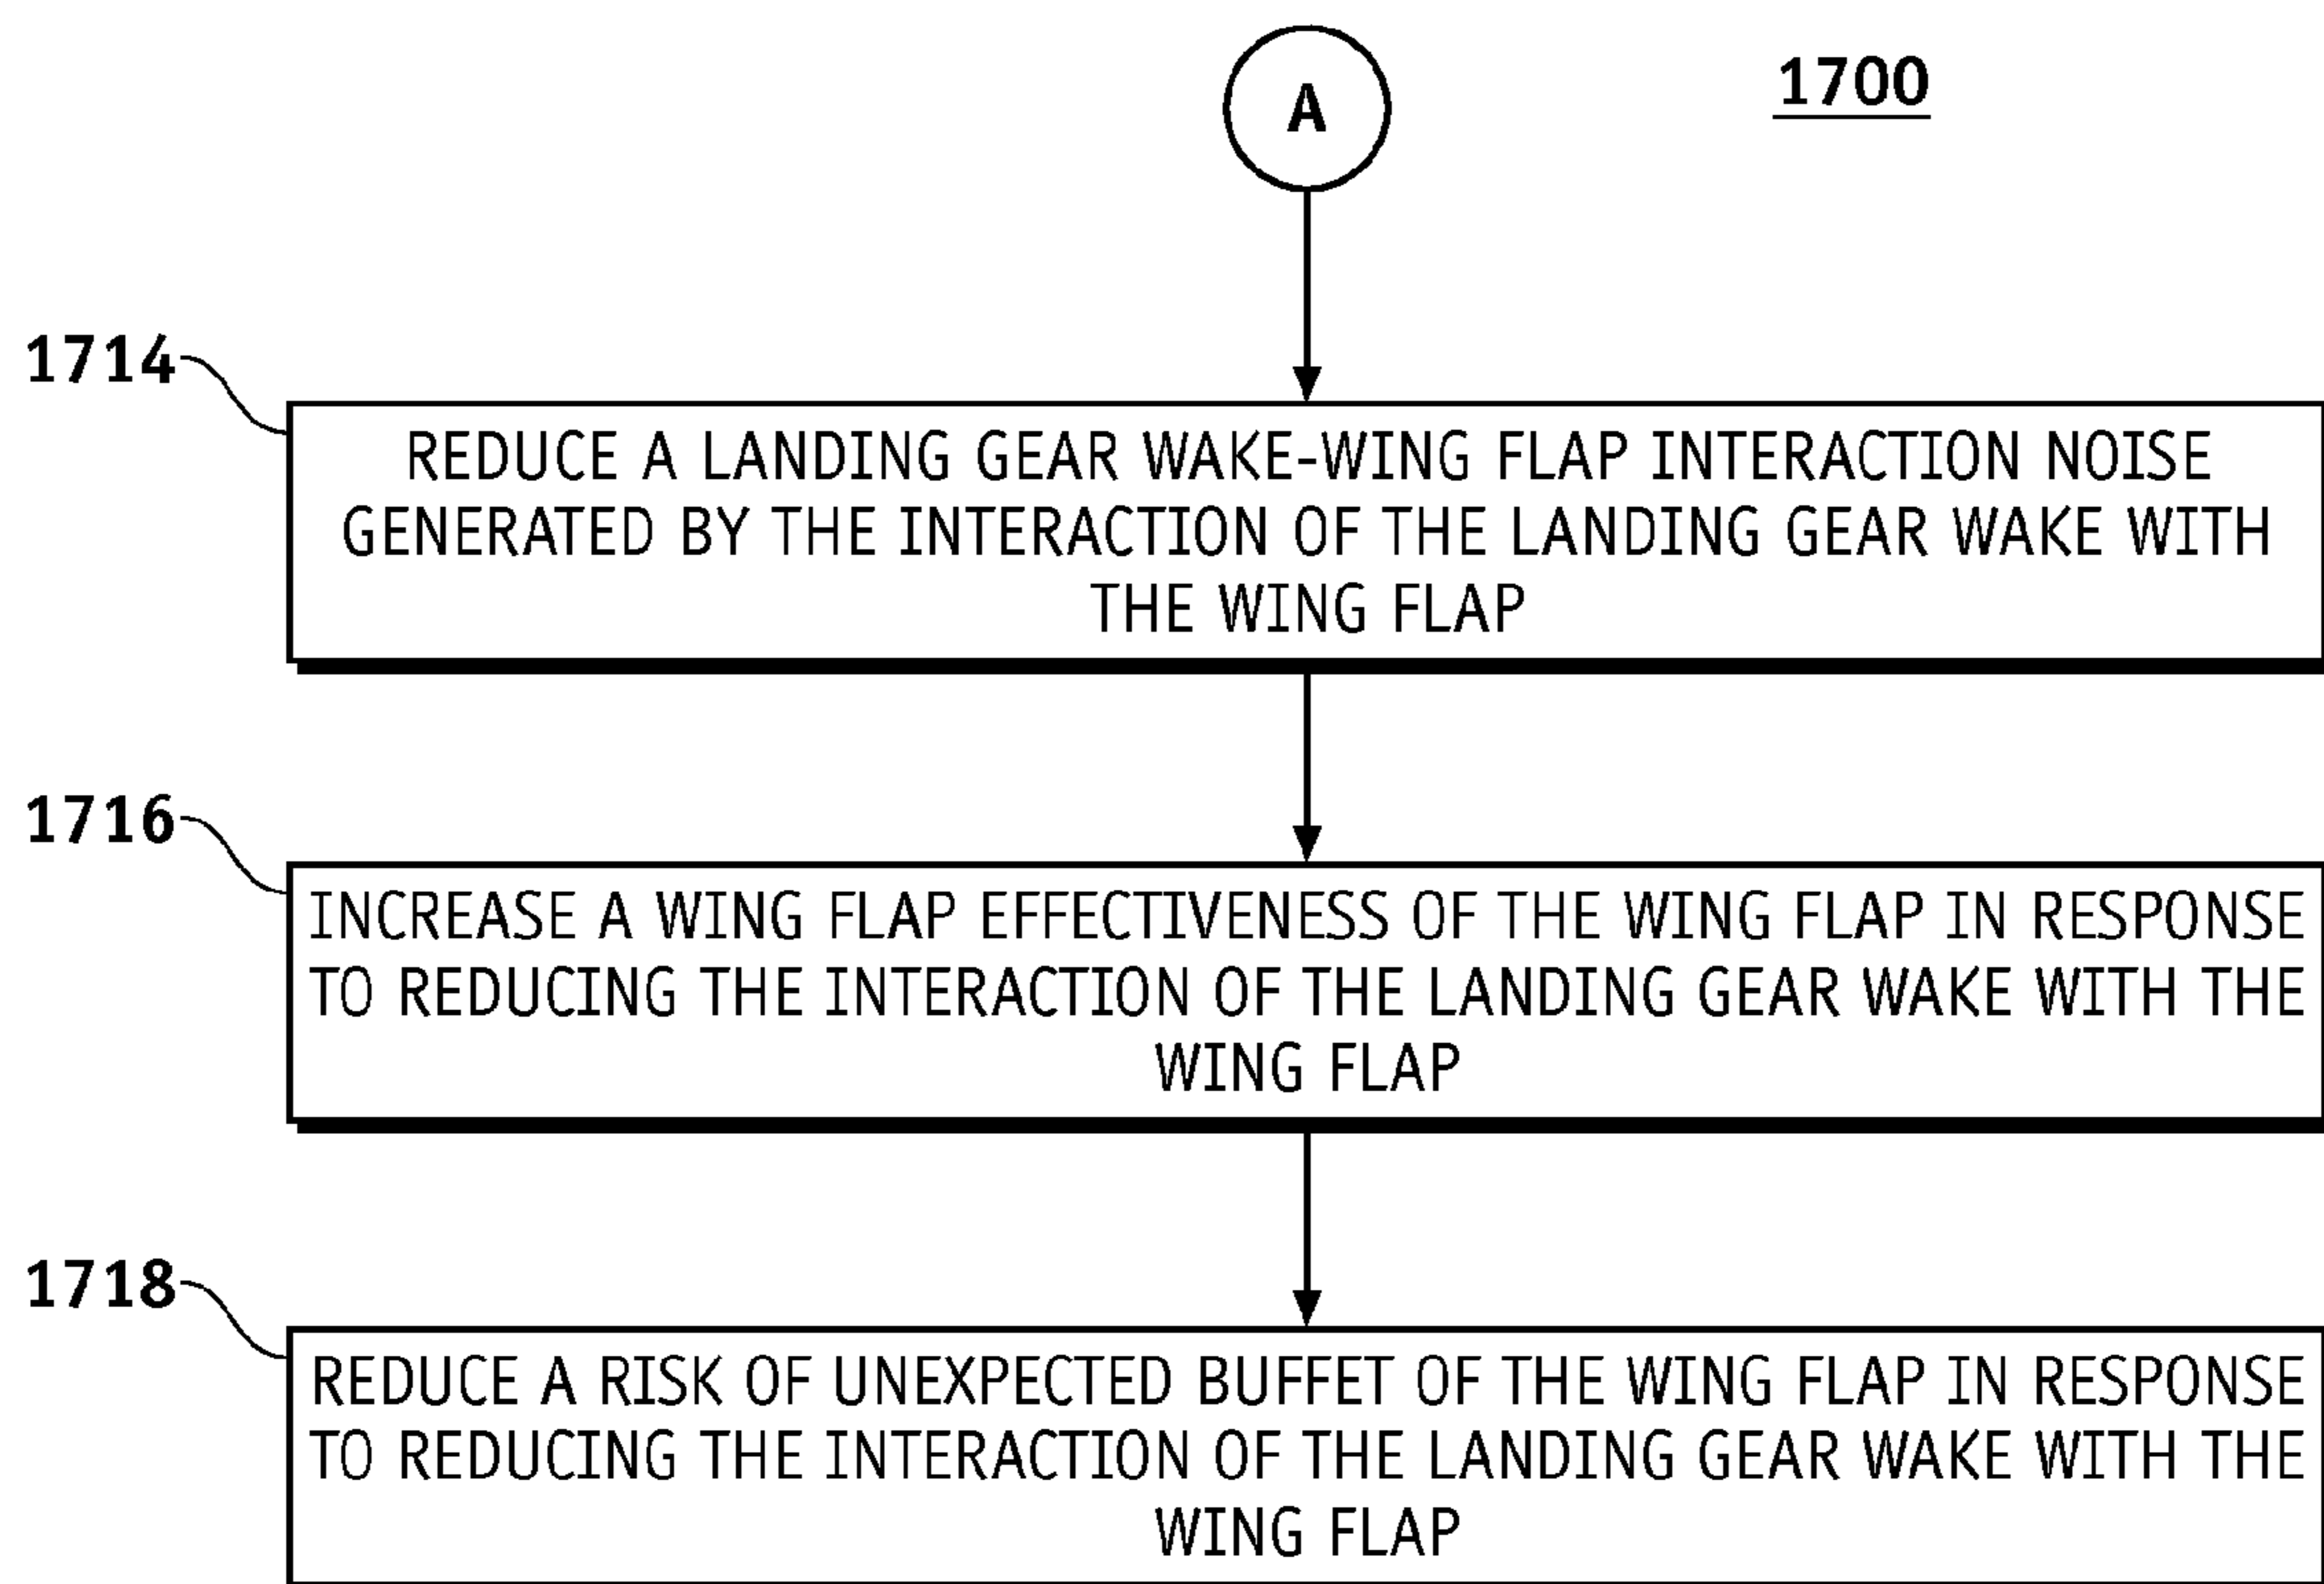 A
1700
1714
REDUCE A LANDING GEAR WAKE-WING FLAP INTERACTION NOISE
GENERATED BY THE INTERACTION OF THE LANDING GEAR WAKE WITH
THE WING FLAP
1716
INCREASE A WING FLAP EFFECTIVENESS OF THE WING FLAP IN RESPONSE
TO REDUCING THE INTERACTION OF THE LANDING GEAR WAKE WITH THE
WING FLAP
1718
REDUCE A RISK OF UNEXPECTED BUFFET OF THE WING FLAP IN RESPONSE
TO REDUCING THE INTERACTION OF THE LANDING GEAR WAKE WITH THE
WING FLAP